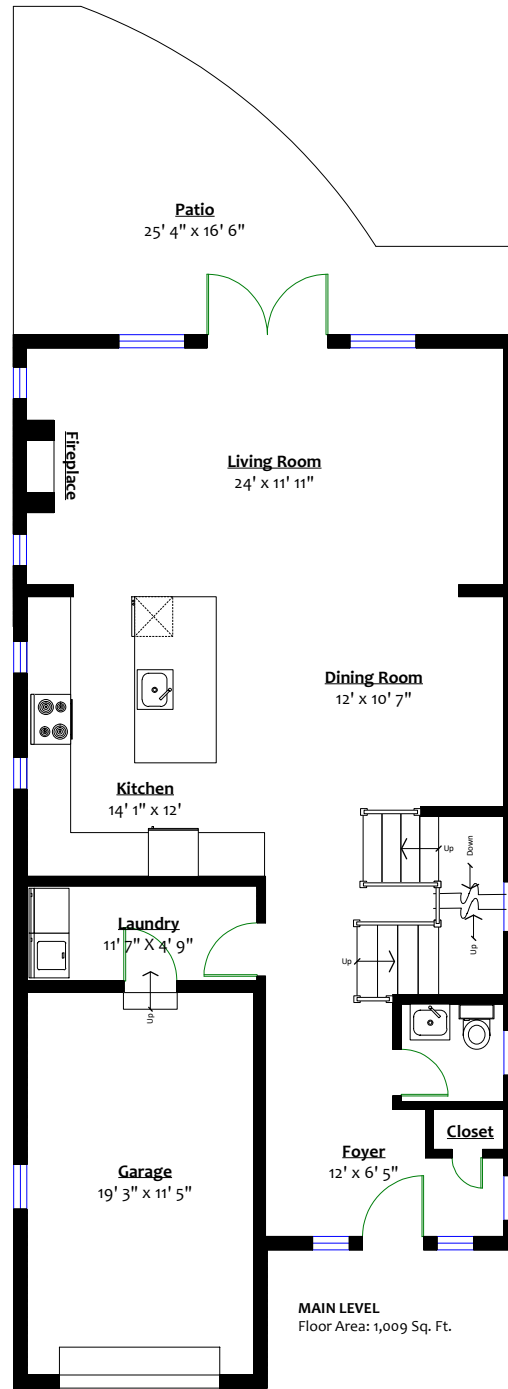 Patio
25' 4" x 16' 6"
Fireplace
Living Room
24' x 11' 11"
Dining Room
12' x 10' 7"
Kitchen
14' 1" x 12'
Up
Down
Laundry
11' 7" X 4' 9"
Up
Up
Up
Closet
Foyer
12' x 6' 5"
Garage
19' 3" x 11' 5"
MAIN LEVEL
Floor Area: 1,009 Sq. Ft.